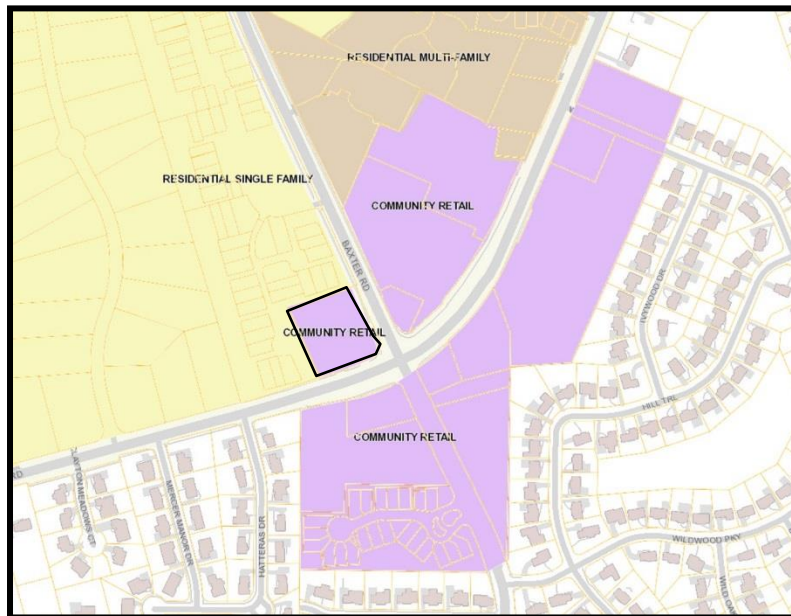 RESIDENTIAL MULTI-FAMILY
RESIDENTIAL SINGLE FAMILY
COMMUNITY RETAIL
BAXTER RD
IVYWOOD DR
COMMUNITY RETAIL
HILL TRL
COMMUNITY RETAIL
RD
CLAYTON MEADOWS CT
MERCER MANOR DR
HATTERAS DR
WILDWOOD PKY